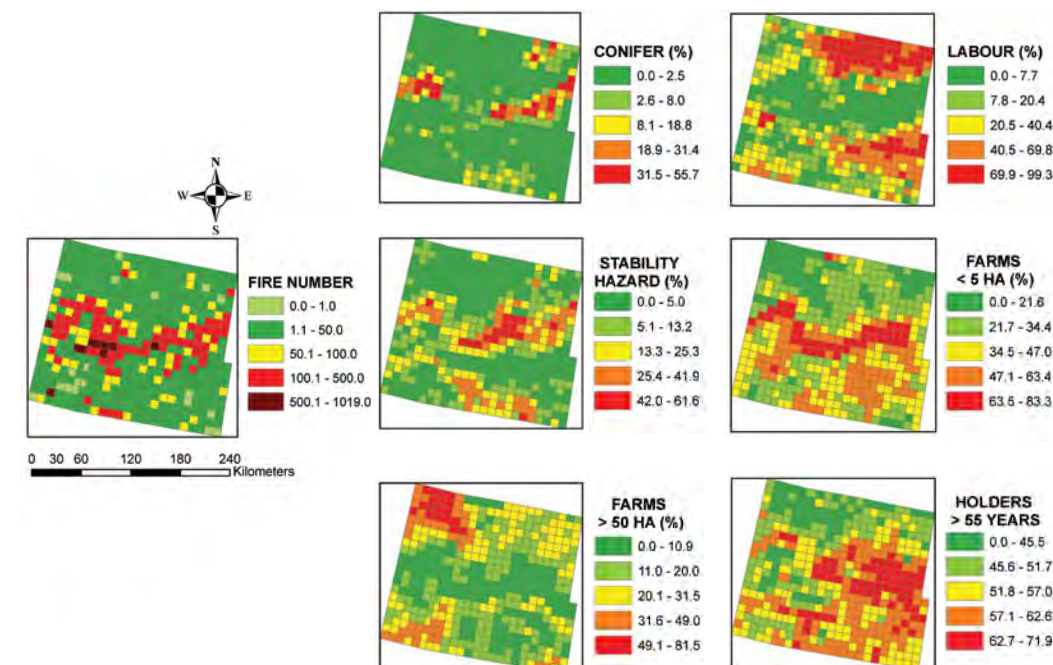 CONIFER (%)
0.0 - 2.5
2.6 - 8.0
8.1 - 18.8
18.9 - 31.4
31.5 - 55.7
LABOUR (%)
0.0 - 7.7
7.8 - 20.4
20.5 - 40.4
40.5 - 69.8
69.9 - 99.3
N
W E
S
FIRE NUMBER
0.0 - 1.0
1.1 - 50.0
50.1 - 100.0
100.1 - 500.0
500.1 - 1019.0
0 30 60 120 180 240
Kilometers
STABILITY
HAZARD (%)
0.0 - 5.0
5.1 - 13.2
13.3 - 25.3
25.4 - 41.9
42.0 - 61.6
FARMS
< 5 HA (%)
0.0 - 21.6
21.7 - 34.4
34.5 - 47.0
47.1 - 63.4
63.5 - 83.3
FARMS
> 50 HA (%)
0.0 - 10.9
11.0 - 20.0
20.1 - 31.5
31.6 - 49.0
49.1 - 81.5
HOLDERS
> 55 YEARS
0.0 - 45.5
45.6 - 51.7
51.8 - 57.0
57.1 - 62.6
62.7 - 71.9